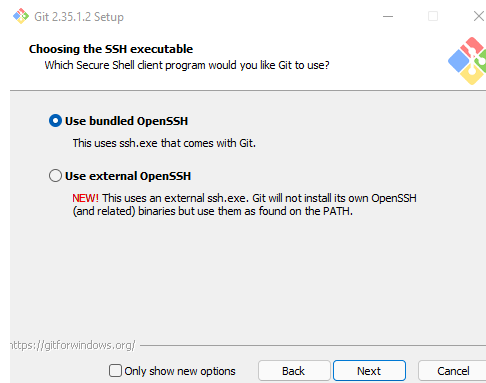 Git 2.35.1.2 Setup
Choosing the SSH executable
Which Secure Shell client program would you like Git to use?
Use bundled OpenSSH
This uses ssh.exe that comes with Git.
Use external OpenSSH
NEW! This uses an external ssh.exe. Git will not install its own OpenSSH
(and related) binaries but use them as found on the PATH.
https://gitforwindows.org/
Only show new options
Back
Next
Cancel